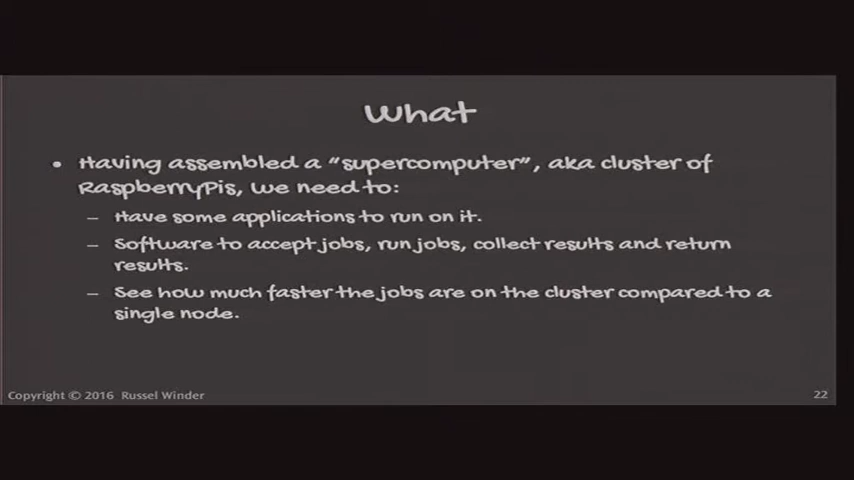 What
• Having assembled a "supercomputer", aka cluster of
RaspberryPis, we need to:
– Have some applications to run on it.
– Software to accept jobs, run jobs, collect results and return
results.
– See how much faster the jobs are on the cluster compared to a
single node.
Copyright © 2016 Russel Winder
22